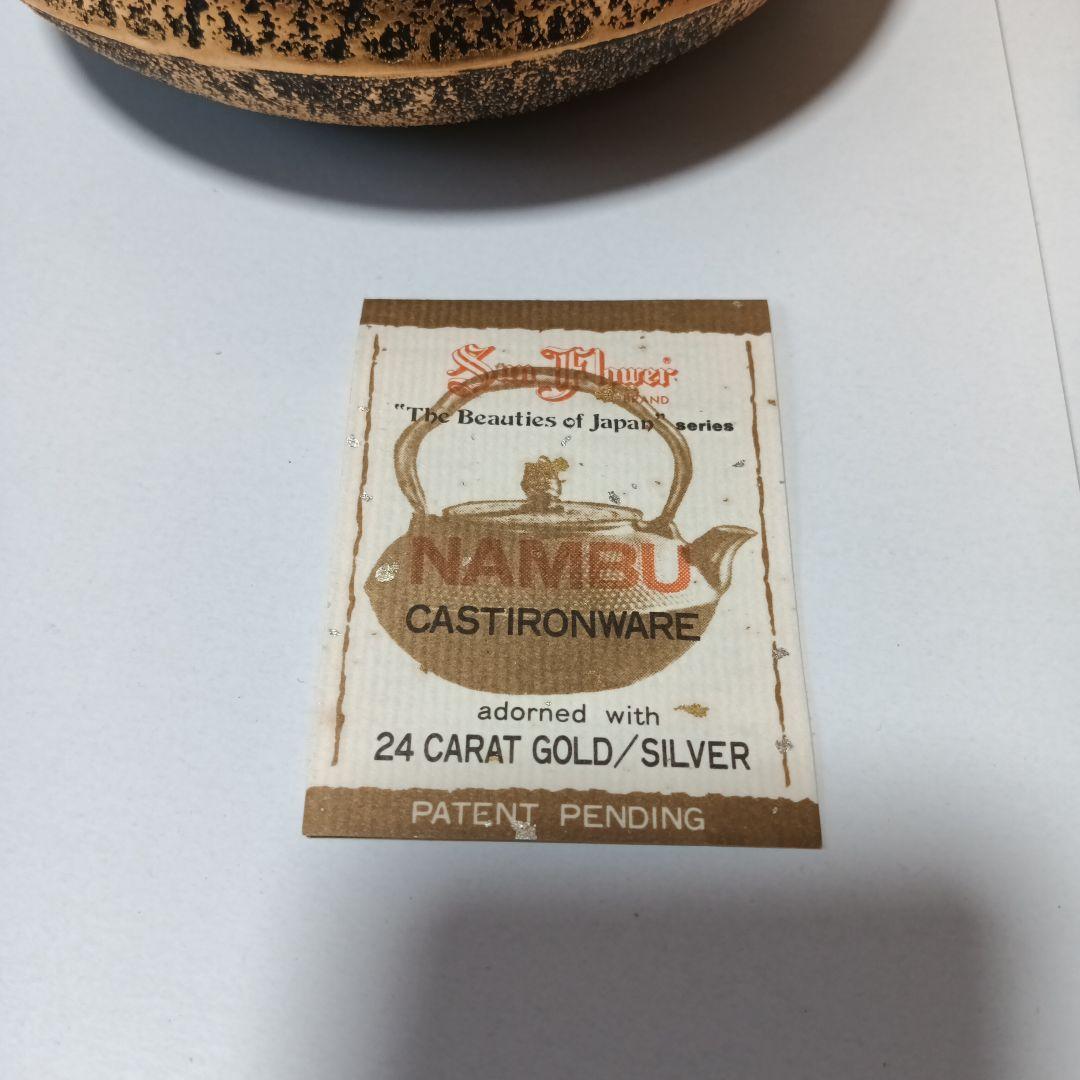 Sun Flower®
BRAND
"The Beauties of Japan" series
NAMBU
CASTIRONWARE
adorned with
24 CARAT GOLD/SILVER
PATENT PENDING